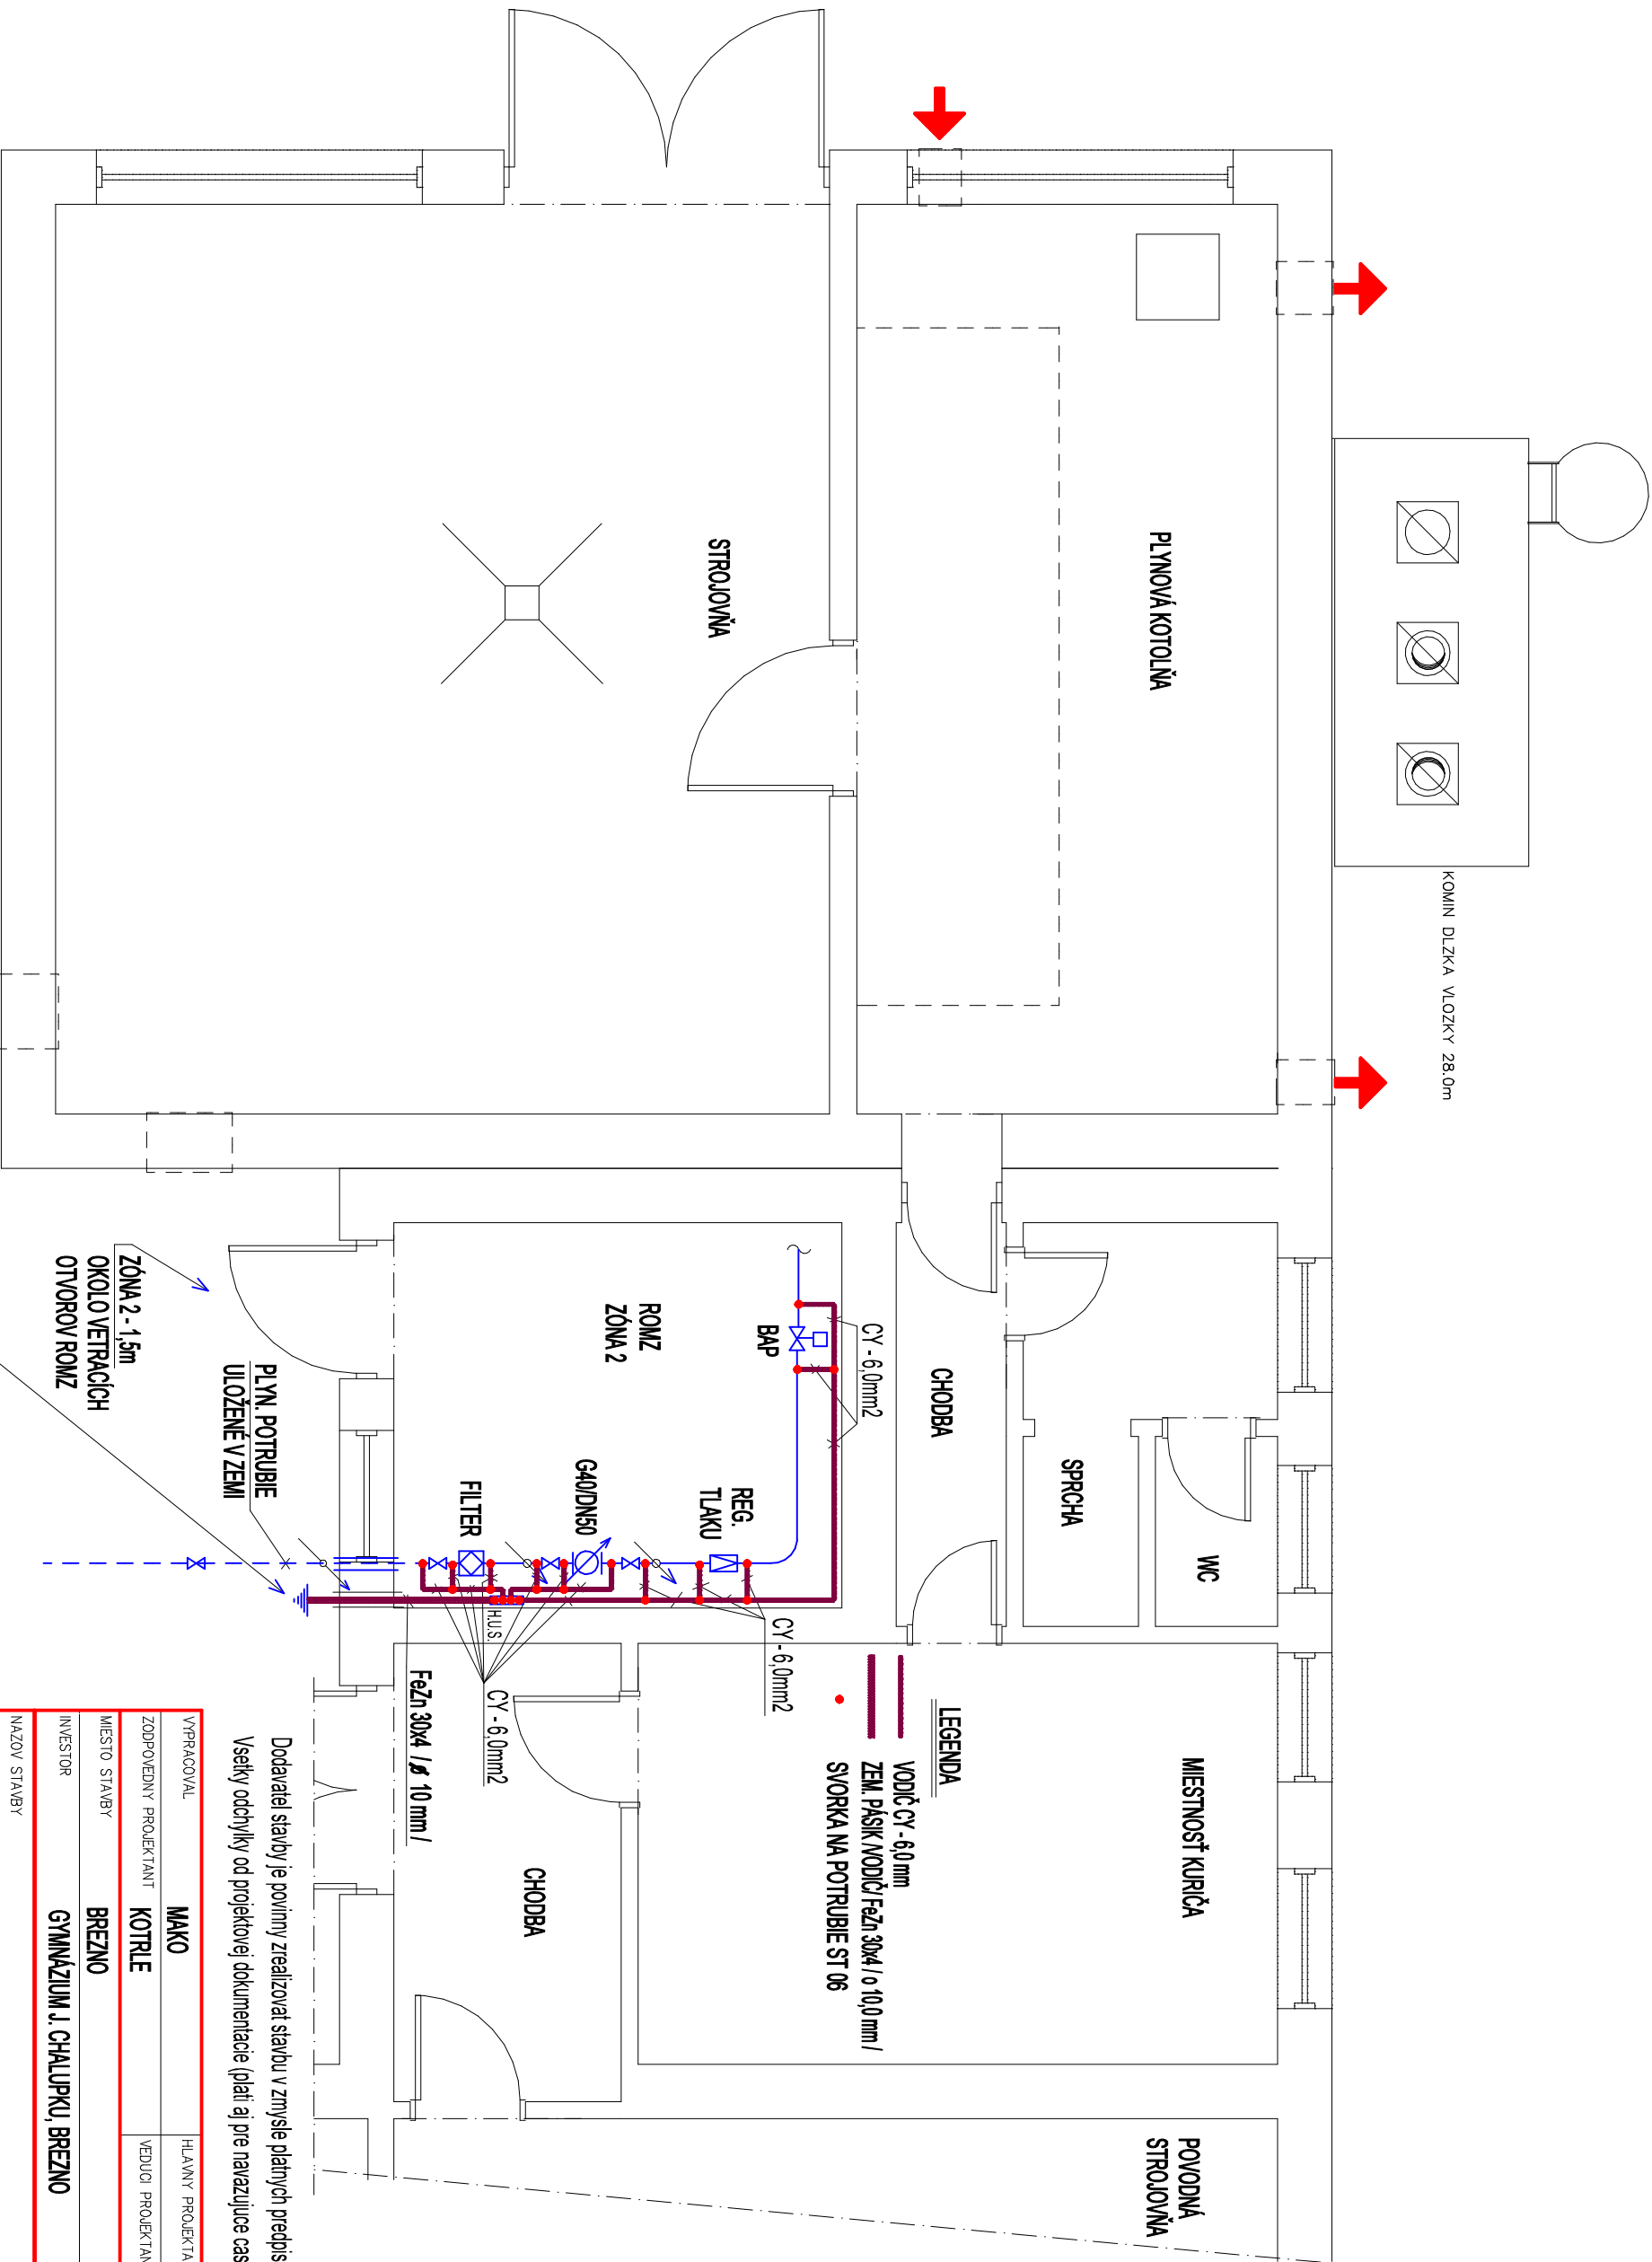 KOMIN DLZKA VLOZKY 28.0m
PLYNOVÁ KOTOLŇA
STROJOVŇA
CHODBA
SPRCHA
WC
MIESTNOSŤ KURIČA
POVODNÁ
STROJOVŇA
CY - 6,0mm2
BAP
ROMZ
ZÓNA 2
REG.
TLAKU
G40/DN50
FILTER
H.U.S.
CY - 6,0mm2
CY - 6,0mm2
FeZn 30x4 / ø 10 mm /
CHODBA
ZÓNA 2 - 1,5m
OKOLO VETRACÍCH
OTVOROV ROMZ
PLYN. POTRUBIE
ULOŽENÉ V ZEMI
LEGENDA
VODIČ CY - 6,0 mm
ZEM. PÁSIK /VODIČ/ FeZn 30x4 / o 10,0 mm /
SVORKA NA POTRUBIE ST 06
Dodavatel stavby je povinny zrealizovat stavbu v zmysle platnych predpis
Vsetky odchylky od projektovej dokumentacie (plati aj pre navazujuce cas
VYPRACOVAL MAKO HLAVNY PROJEKTA
ZODPOVEDNY PROJEKTANT KOTRLE VEDUCI PROJEKTAN
MIESTO STAVBY BREZNO
INVESTOR GYMNÁZIUM J. CHALUPKU, BREZNO
NAZOV STAVBY